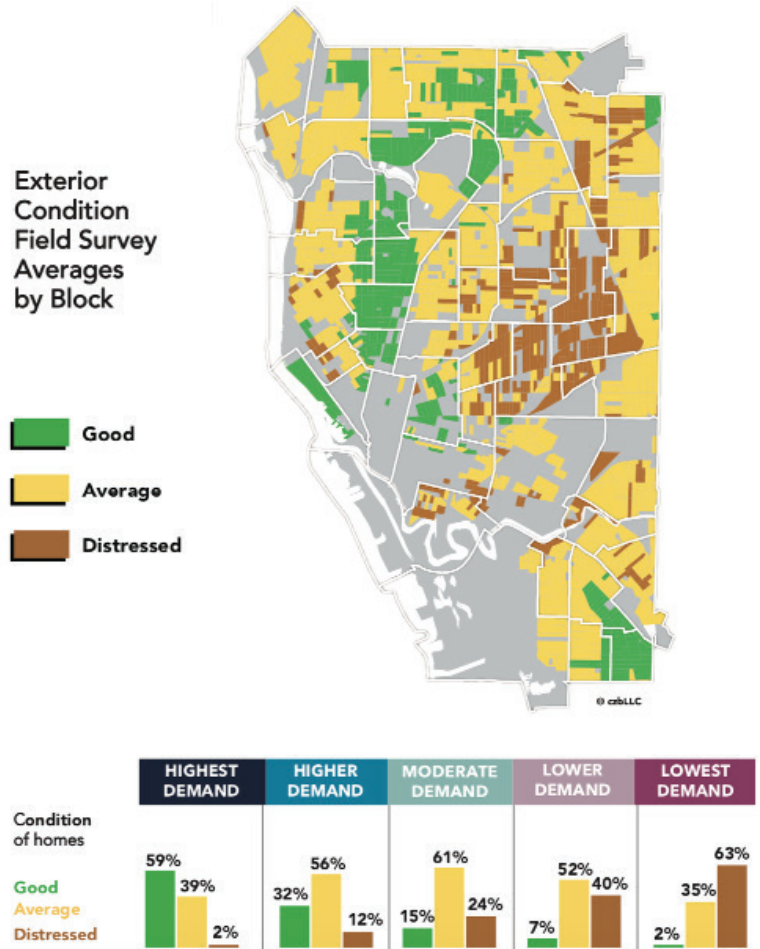 Exterior
Condition
Field Survey
Averages
by Block
Good
Average
Distressed
© czbLLC
HIGHEST
DEMAND
HIGHER
DEMAND
MODERATE
DEMAND
LOWER
DEMAND
LOWEST
DEMAND
Condition
of homes
Good
Average
Distressed
59%
39%
2%
32%
56%
12%
15%
61%
24%
7%
52%
40%
2%
35%
63%